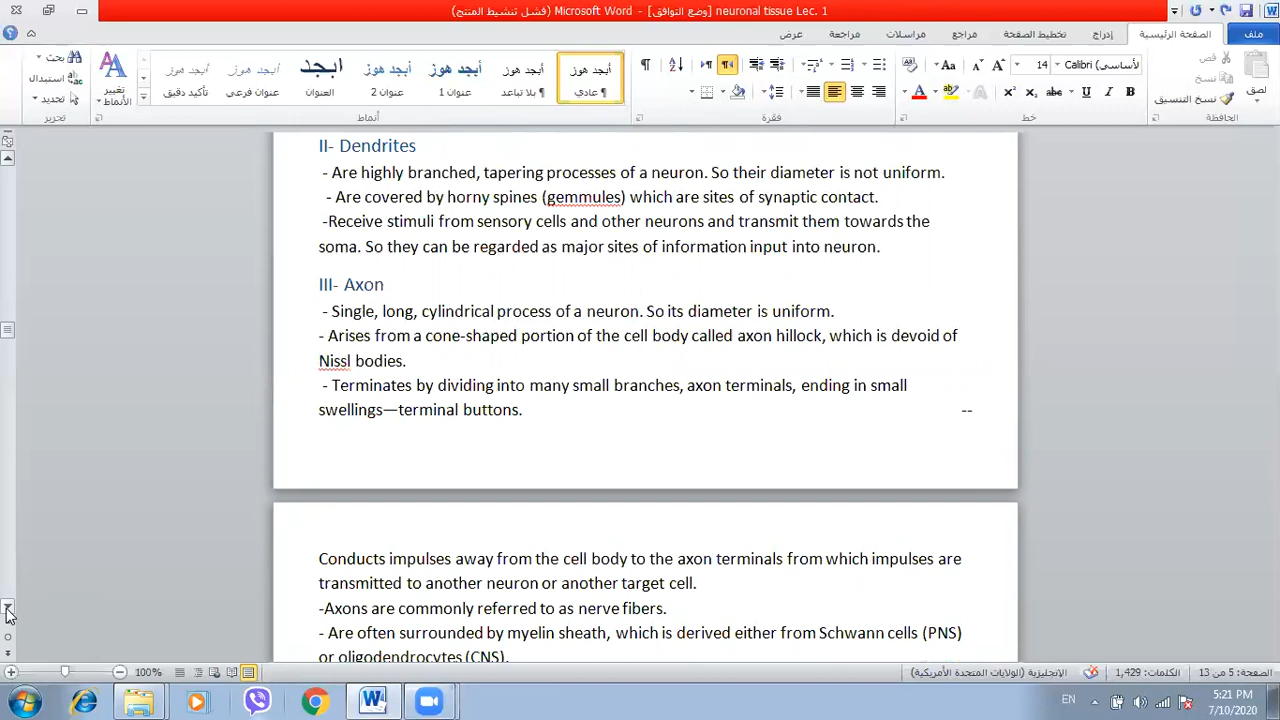 neuronal tissue Lec. 1 [وضع التوافق] - Microsoft Word (فشل تنشيط المنتج)
ملف
الصفحة الرئيسية
إدراج
تخطيط الصفحة
مراجع
مراسلات
مراجعة
عرض
لصق
قص
نسخ
نسخ التنسيق
الحافظة
Calibri (الأساسي)
14
Aa
B I U abc x₂ x²
خط
فقرة
أبجد هوز
¶ عادي
أبجد هوز
¶ بلا تباعد
أبجد هوز
عنوان 1
أبجد هوز
عنوان 2
أبجد
العنوان
أبجد هوز
عنوان فرعي
أبجد هوز
تأكيد دقيق
أنماط
تغيير
الأنماط
بحث
استبدال
تحديد
تحرير
II- Dendrites
- Are highly branched, tapering processes of a neuron. So their diameter is not uniform.
- Are covered by horny spines (gemmules) which are sites of synaptic contact.
-Receive stimuli from sensory cells and other neurons and transmit them towards the
soma. So they can be regarded as major sites of information input into neuron.
III- Axon
- Single, long, cylindrical process of a neuron. So its diameter is uniform.
- Arises from a cone-shaped portion of the cell body called axon hillock, which is devoid of
Nissl bodies.
- Terminates by dividing into many small branches, axon terminals, ending in small
swellings—terminal buttons. --
Conducts impulses away from the cell body to the axon terminals from which impulses are
transmitted to another neuron or another target cell.
-Axons are commonly referred to as nerve fibers.
- Are often surrounded by myelin sheath, which is derived either from Schwann cells (PNS)
or oligodendrocytes (CNS).
100%
الإنجليزية (الولايات المتحدة الأمريكية)
الكلمات: 1,429
الصفحة: 5 من 13
EN
5:21 PM
7/10/2020